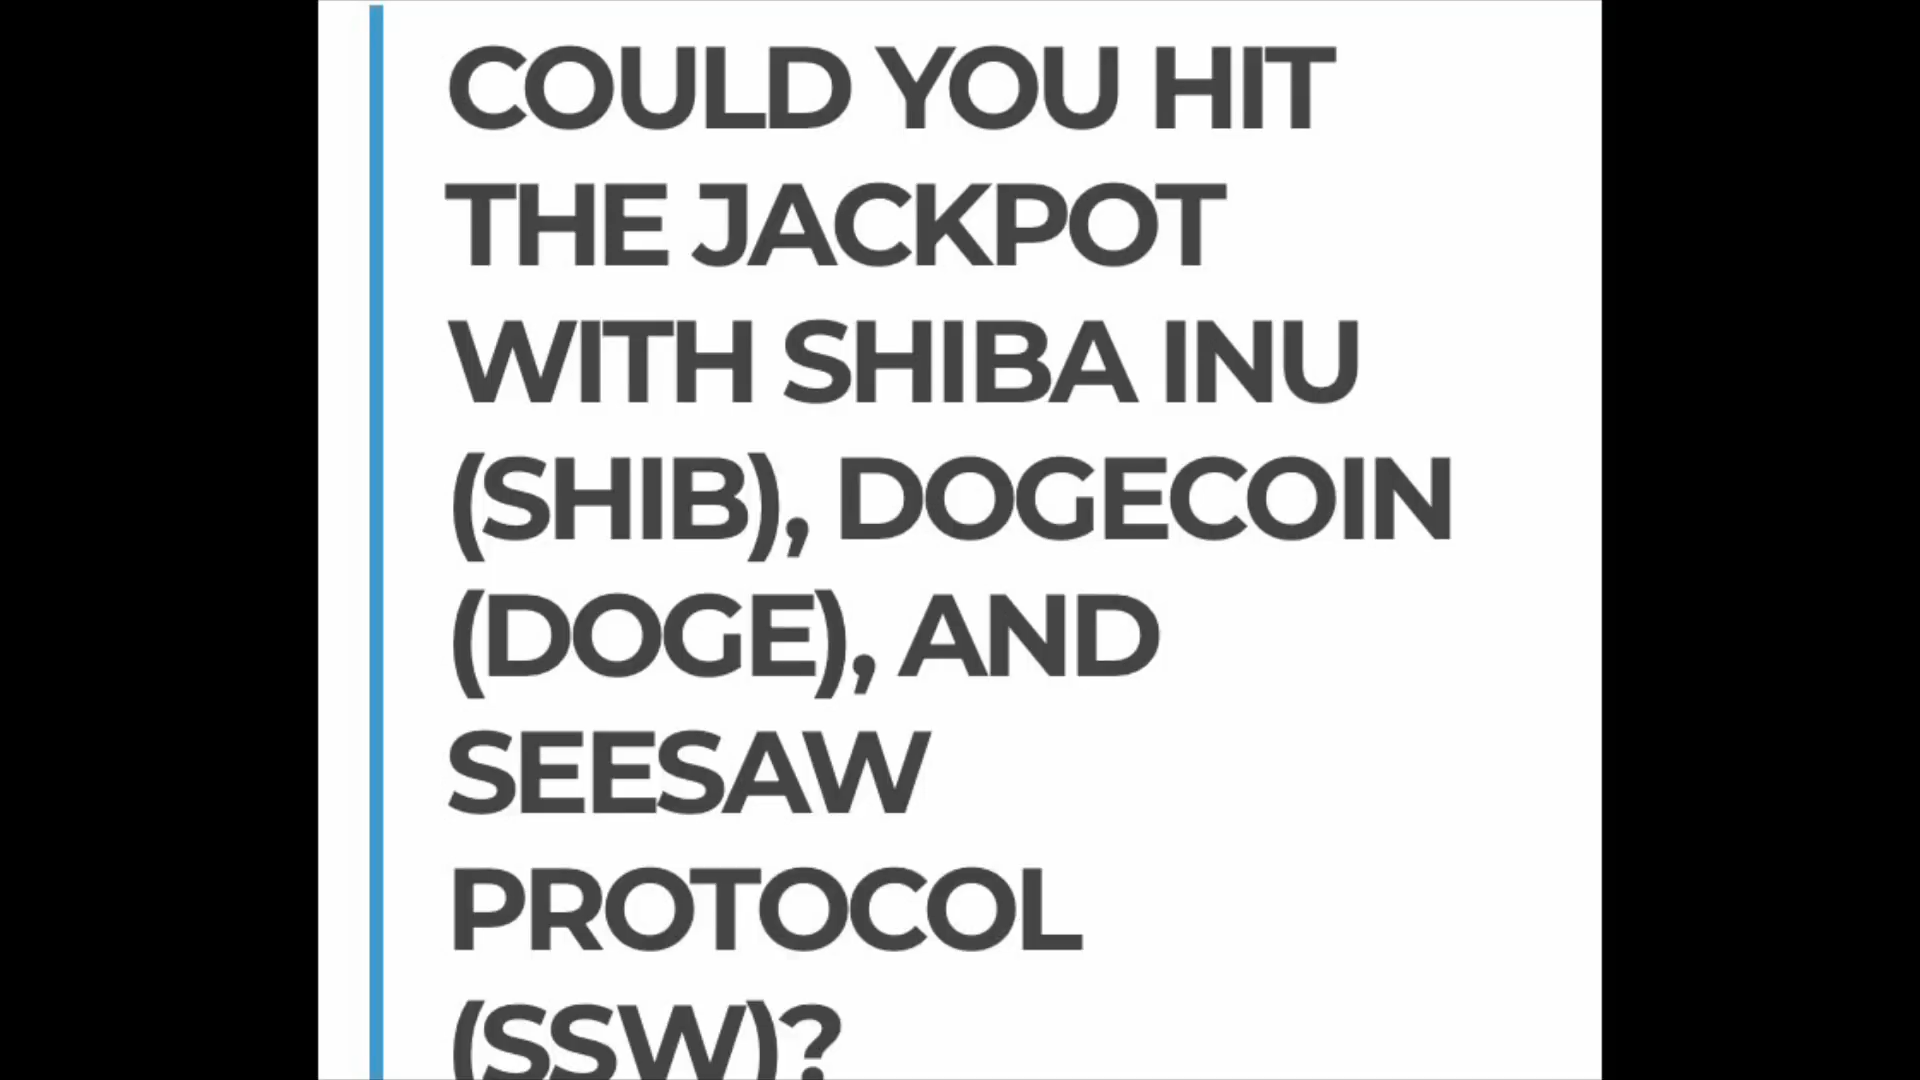 COULD YOU HIT
THE JACKPOT
WITH SHIBA INU
(SHIB), DOGECOIN
(DOGE), AND
SEESAW
PROTOCOL
(SSW)?